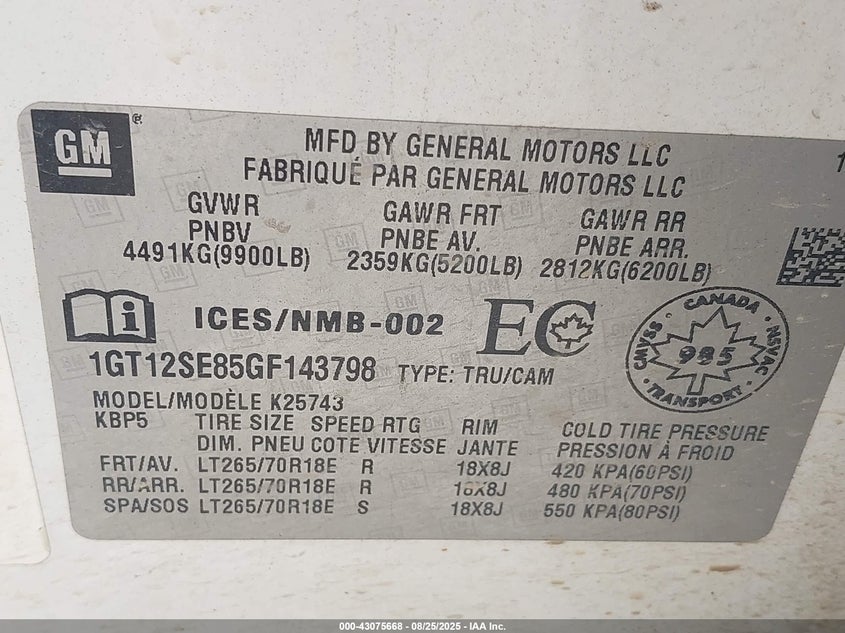 GM ®
MFD BY GENERAL MOTORS LLC
FABRIQUÉ PAR GENERAL MOTORS LLC
GVWR GAWR FRT GAWR RR
PNBV PNBE AV. PNBE ARR.
4491KG(9900LB) 2359KG(5200LB) 2812KG(6200LB)
i ICES/NMB-002 EC
CANADA
CMVSS 985 NSVAC
TRANSPORT
1GT12SE85GF143798 TYPE: TRU/CAM
MODEL/MODÈLE K25743
KBP5 TIRE SIZE SPEED RTG RIM COLD TIRE PRESSURE
DIM. PNEU COTE VITESSE JANTE PRESSION À FROID
FRT/AV. LT265/70R18E R 18X8J 420 KPA(60PSI)
RR/ARR. LT265/70R18E R 18X8J 480 KPA(70PSI)
SPA/SOS LT265/70R18E S 18X8J 550 KPA(80PSI)
000-43075668 - 08/25/2025 - IAA Inc.